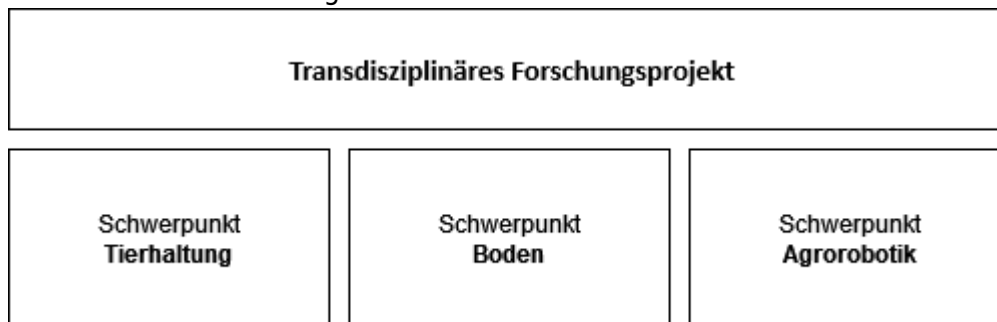 Transdisziplinäres Forschungsprojekt
Schwerpunkt
Tierhaltung
Schwerpunkt
Boden
Schwerpunkt
Agrorobotik